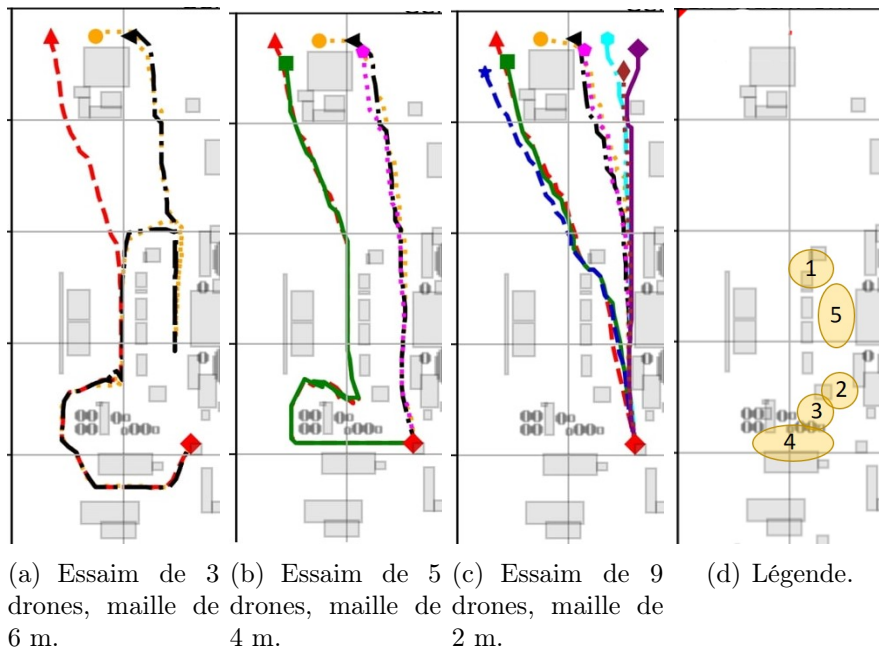 1
5
2
3
4
(a) Essaim de 3 drones, maille de 6 m.
(b) Essaim de 5 drones, maille de 4 m.
(c) Essaim de 9 drones, maille de 2 m.
(d) Légende.